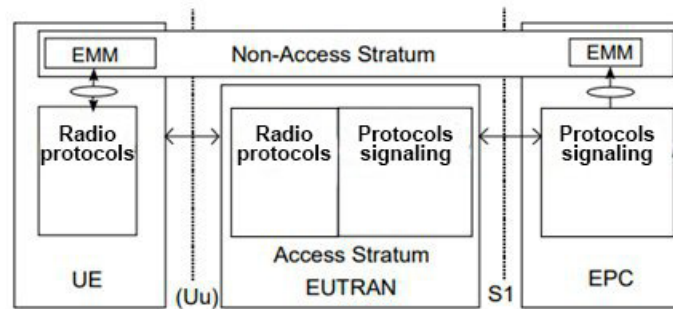 EMM
Non-Access Stratum
EMM
Radio
protocols
Radio
protocols
Protocols
signaling
Protocols
signaling
Access Stratum
UE
(Uu)
EUTRAN
S1
EPC